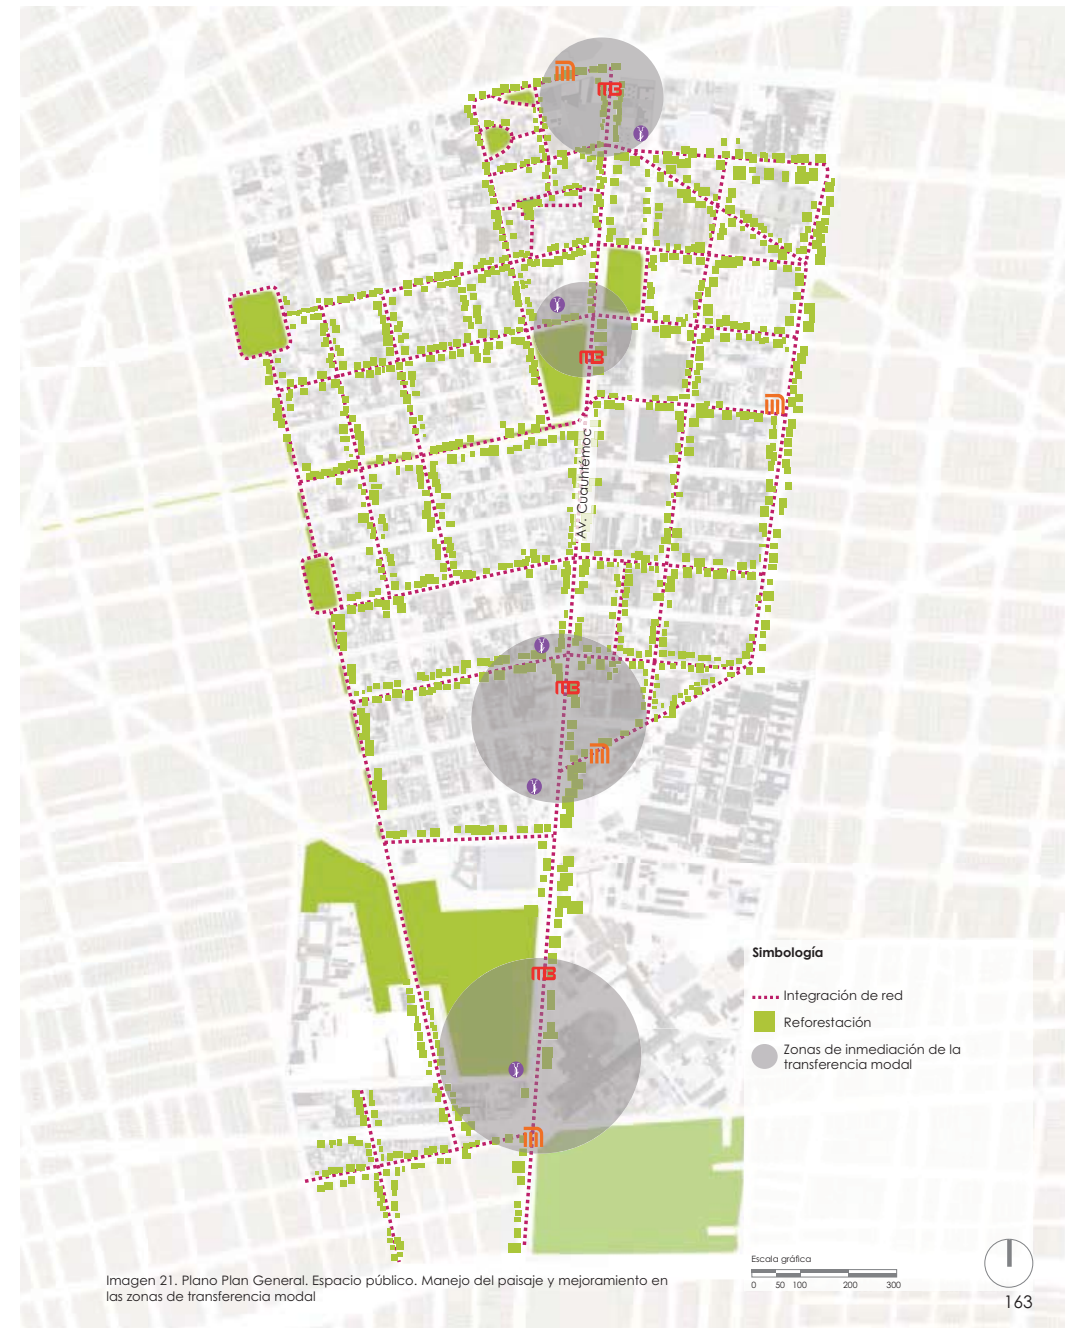 Av. Cuauhtémoc
Simbología
Integración de red
Reforestación
Zonas de inmediación de la
transferencia modal
Escala gráfica
0 50 100 200 300
Imagen 21. Plano Plan General. Espacio público. Manejo del paisaje y mejoramiento en
las zonas de transferencia modal
163